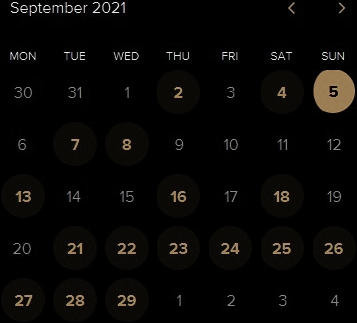 September 2021 < >
MON TUE WED THU FRI SAT SUN
30 31 1 2 3 4 5
6 7 8 9 10 11 12
13 14 15 16 17 18 19
20 21 22 23 24 25 26
27 28 29 1 2 3 4